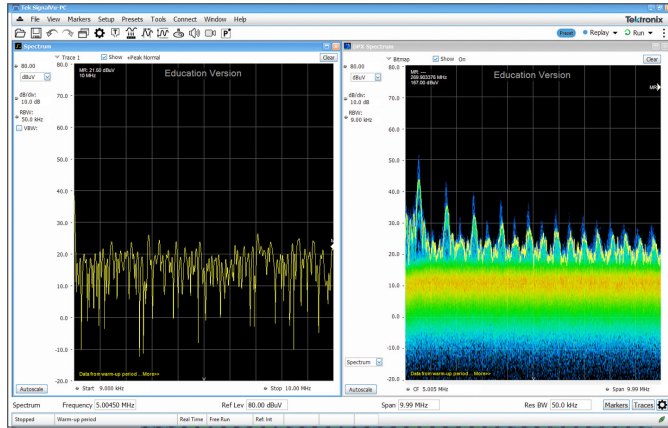 Tek SignalVu-PC
File View Markers Setup Presets Tools Connect Window Help
Tektronix
Preset Replay Run
Spectrum
Trace 1 Show +Peak Normal Clear
80.00
dBuV
dB/div:
10.0 dB
RBW:
50.0 kHz
VBW:
MR: 21.50 dBuV
10 MHz
Education Version
80.0
70.0
60.0
50.0
40.0
30.0
20.0
10.0
0.0
-10.0
-20.0
Data from warm-up period... More>>
Autoscale Start 9.000 kHz Stop 10.00 MHz
DPX Spectrum
Bitmap Show On Clear
80.00
dBuV
dB/div:
10.0 dB
RBW:
9.00 kHz
MR: ---
167.00 dBuV
Education Version
MR
80.0
70.0
60.0
50.0
40.0
30.0
20.0
10.0
0.0
-10.0
-20.0
Spectrum
Data from warm-up period... More>>
Autoscale CF 5.005 MHz Span 9.99 MHz
Spectrum Frequency 5.00450 MHz Ref Lev 80.00 dBuV Span 9.99 MHz Res BW 50.0 kHz Markers Traces
Stopped Warm-up period Real Time Free Run Ref: Int